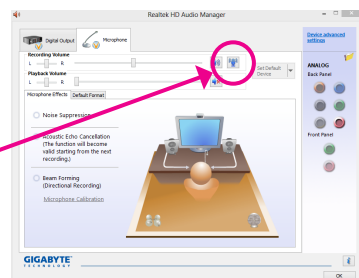 Realtek HD Audio Manager
Digital Output
Microphone
Device advanced
settings
Recording Volume
L
R
Set Default
Device
Playback Volume
L
R
ANALOG
Back Panel
Microphone Effects
Default Format
Noise Suppression
Acoustic Echo Cancellation
(The function will become
valid starting from the next
recording.)
Front Panel
Beam Forming
(Directional Recording)
Microphone Calibration
GIGABYTE
TECHNOLOGY
OK